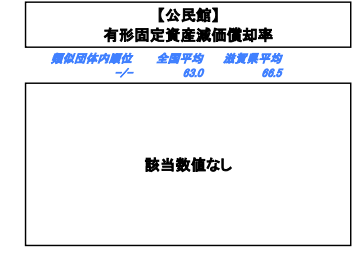 【公民館】
有形固定資産減価償却率
類似団体内順位 全国平均 滋賀県平均
-/- 63.0 66.5
該当数値なし